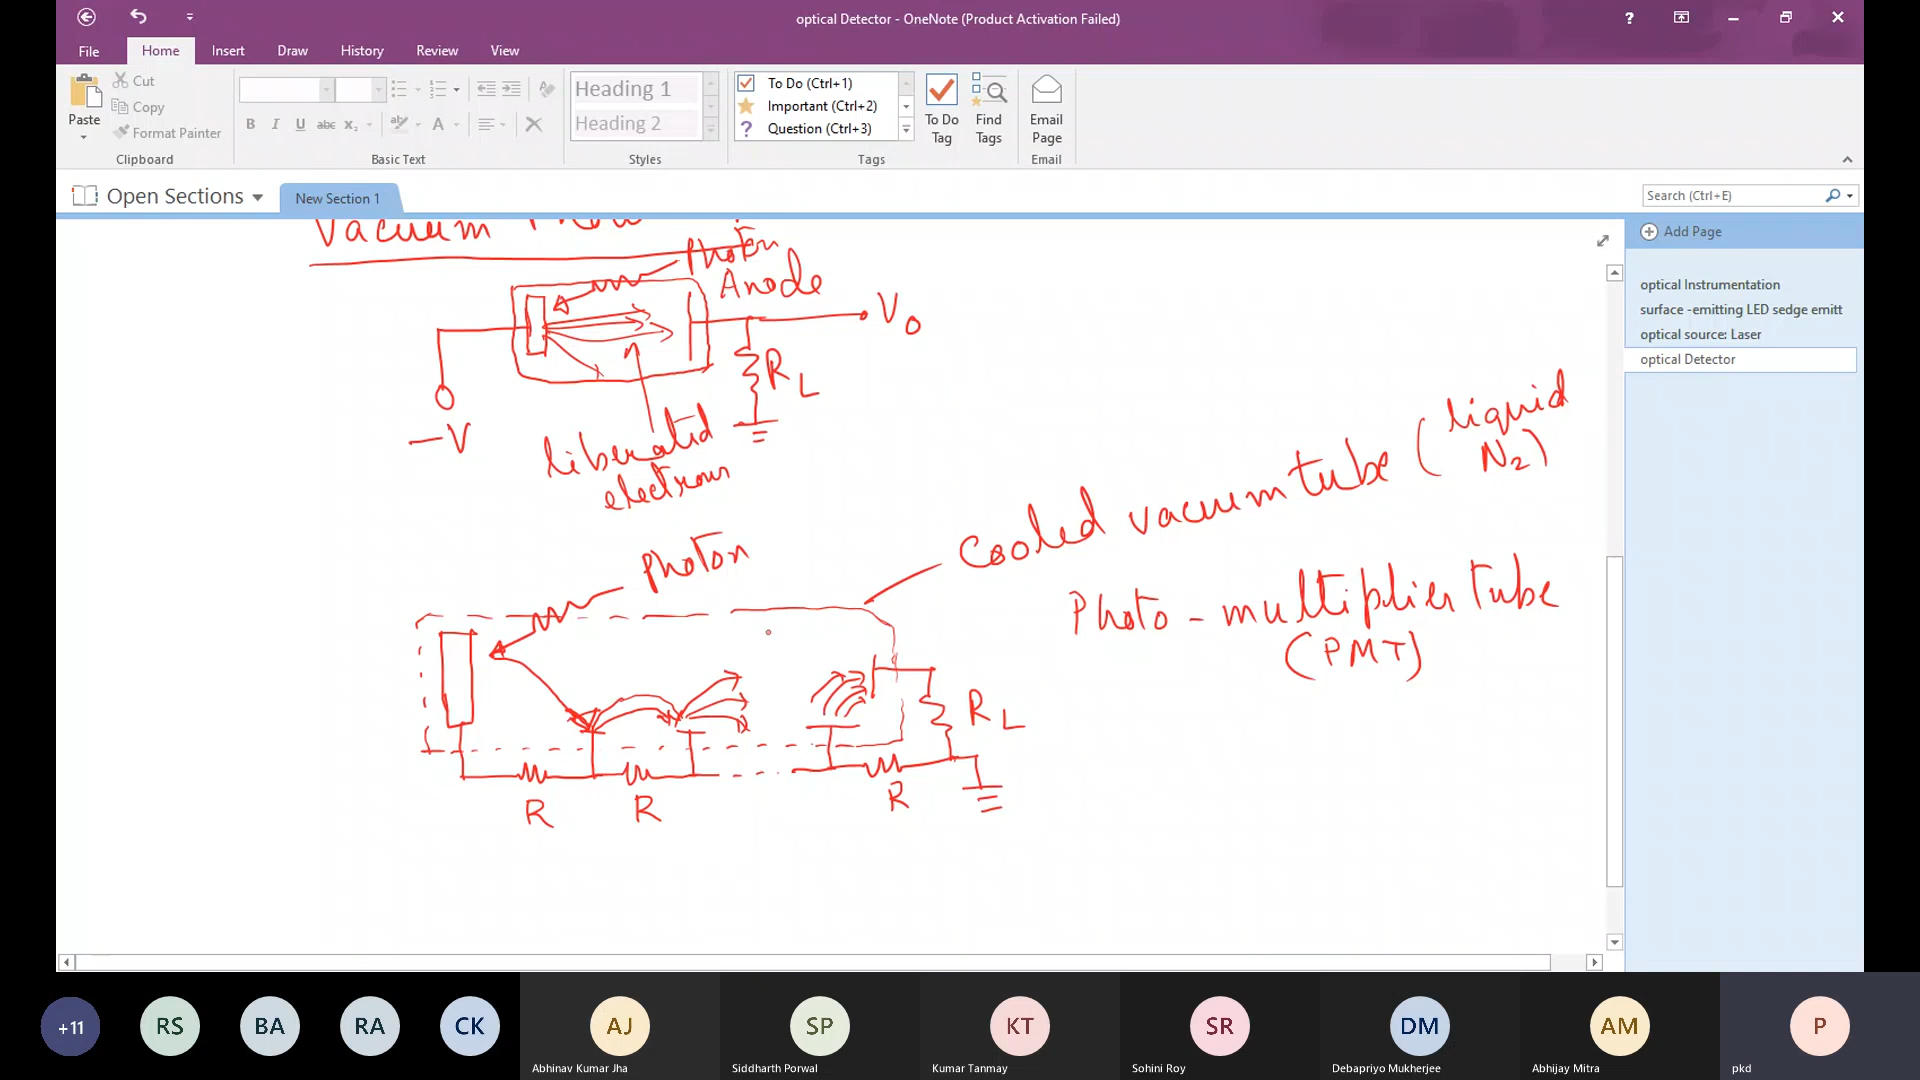 optical Detector - OneNote (Product Activation Failed)
?
File Home Insert Draw History Review View
Paste
Cut
Copy
Format Painter
Clipboard
B I U abc x₂ A
Basic Text
Heading 1
Heading 2
Styles
To Do (Ctrl+1)
Important (Ctrl+2)
? Question (Ctrl+3)
To Do
Tag
Find
Tags
Tags
Email
Page
Email
Open Sections
New Section 1
Search (Ctrl+E)
Add Page
optical Instrumentation
surface -emitting LED sedge emitt
optical source: Laser
optical Detector
Vacuum
Photon
Anode
V₀
R_L
-V
liberated
electrons
Photon
Cooled vacuum tube (liquid
N₂)
Photo - multiplier tube
(PMT)
R_L
R R R
+11 RS BA RA CK AJ SP KT SR DM AM P
Abhinav Kumar Jha
Siddharth Porwal
Kumar Tanmay
Sohini Roy
Debapriyo Mukherjee
Abhijay Mitra
pkd